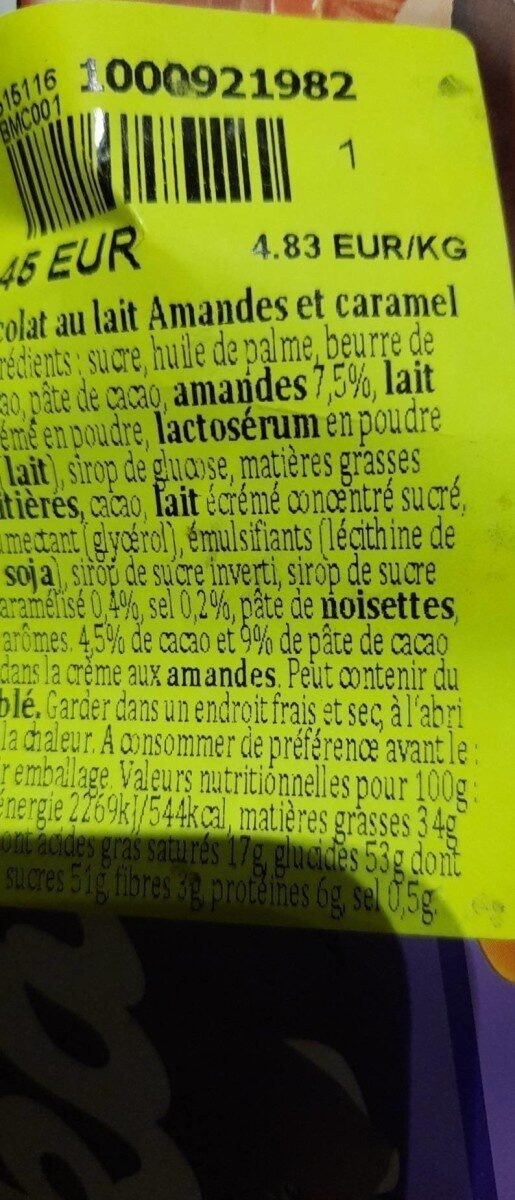 15116 1000921982
BMC001
1
45 EUR 4.83 EUR/KG
colat au lait Amandes et caramel
rédients : sucre, huile de palme, beurre de
ao, pâte de cacao, amandes 7,5%, lait
émé en poudre, lactosérum en poudre
lait), sirop de glucose, matières grasses
itières, cacao, lait écrémé concentré sucré,
umectant (glycérol), émulsifiants (lécithine de
soja), sirop de sucre inverti, sirop de sucre
aramélisé 0,4%, sel 0,2%, pâte de noisettes,
arômes. 4,5% de cacao et 9% de pâte de cacao
dans la crème aux amandes. Peut contenir du
blé. Garder dans un endroit frais et sec, à l'abri
la chaleur. A consommer de préférence avant le :
r emballage. Valeurs nutritionnelles pour 100g :
énergie 2269kJ/544kcal, matières grasses 34g
ont acides gras saturés 17g, glucides 53g dont
sucres 51g, fibres 3g, protéines 6g, sel 0,5g.